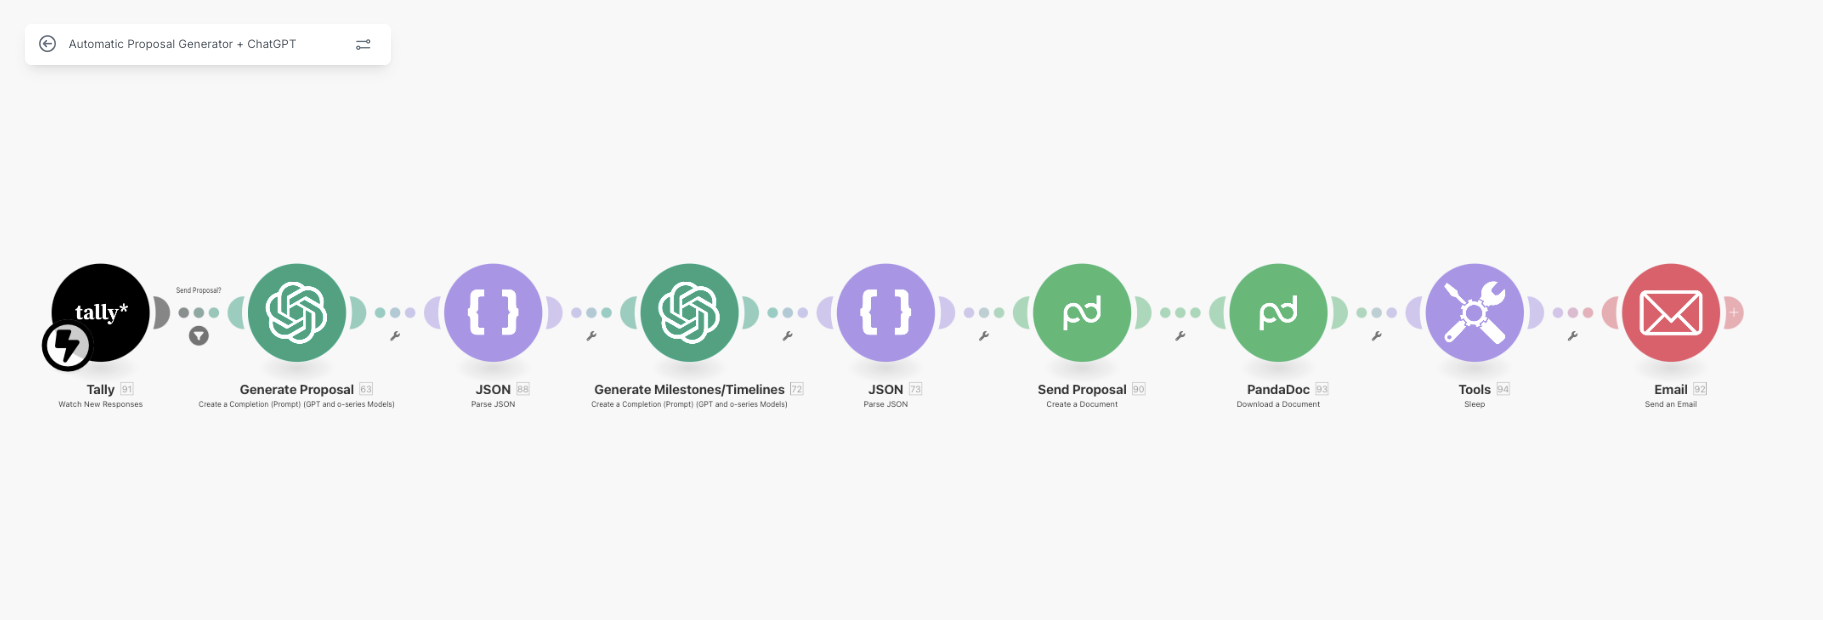 Automatic Proposal Generator + ChatGPT
Send Proposal?
tally*
Tally 91
Watch New Responses
Generate Proposal 63
Create a Completion (Prompt) (GPT and o-series Models)
JSON 88
Parse JSON
Generate Milestones/Timelines 72
Create a Completion (Prompt) (GPT and o-series Models)
JSON 73
Parse JSON
pd
Send Proposal 90
Create a Document
pd
PandaDoc 93
Download a Document
Tools 94
Sleep
Email 92
Send an Email